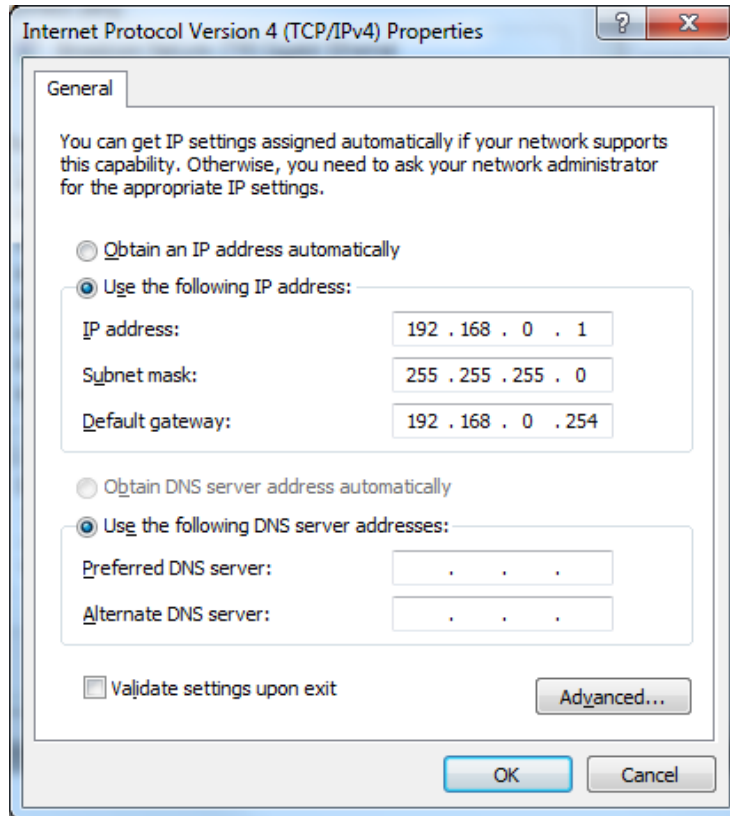 Internet Protocol Version 4 (TCP/IPv4) Properties
General
You can get IP settings assigned automatically if your network supports
this capability. Otherwise, you need to ask your network administrator
for the appropriate IP settings.
Obtain an IP address automatically
Use the following IP address:
IP address: 192 . 168 . 0 . 1
Subnet mask: 255 . 255 . 255 . 0
Default gateway: 192 . 168 . 0 . 254
Obtain DNS server address automatically
Use the following DNS server addresses:
Preferred DNS server: . . .
Alternate DNS server: . . .
Validate settings upon exit
Advanced...
OK Cancel